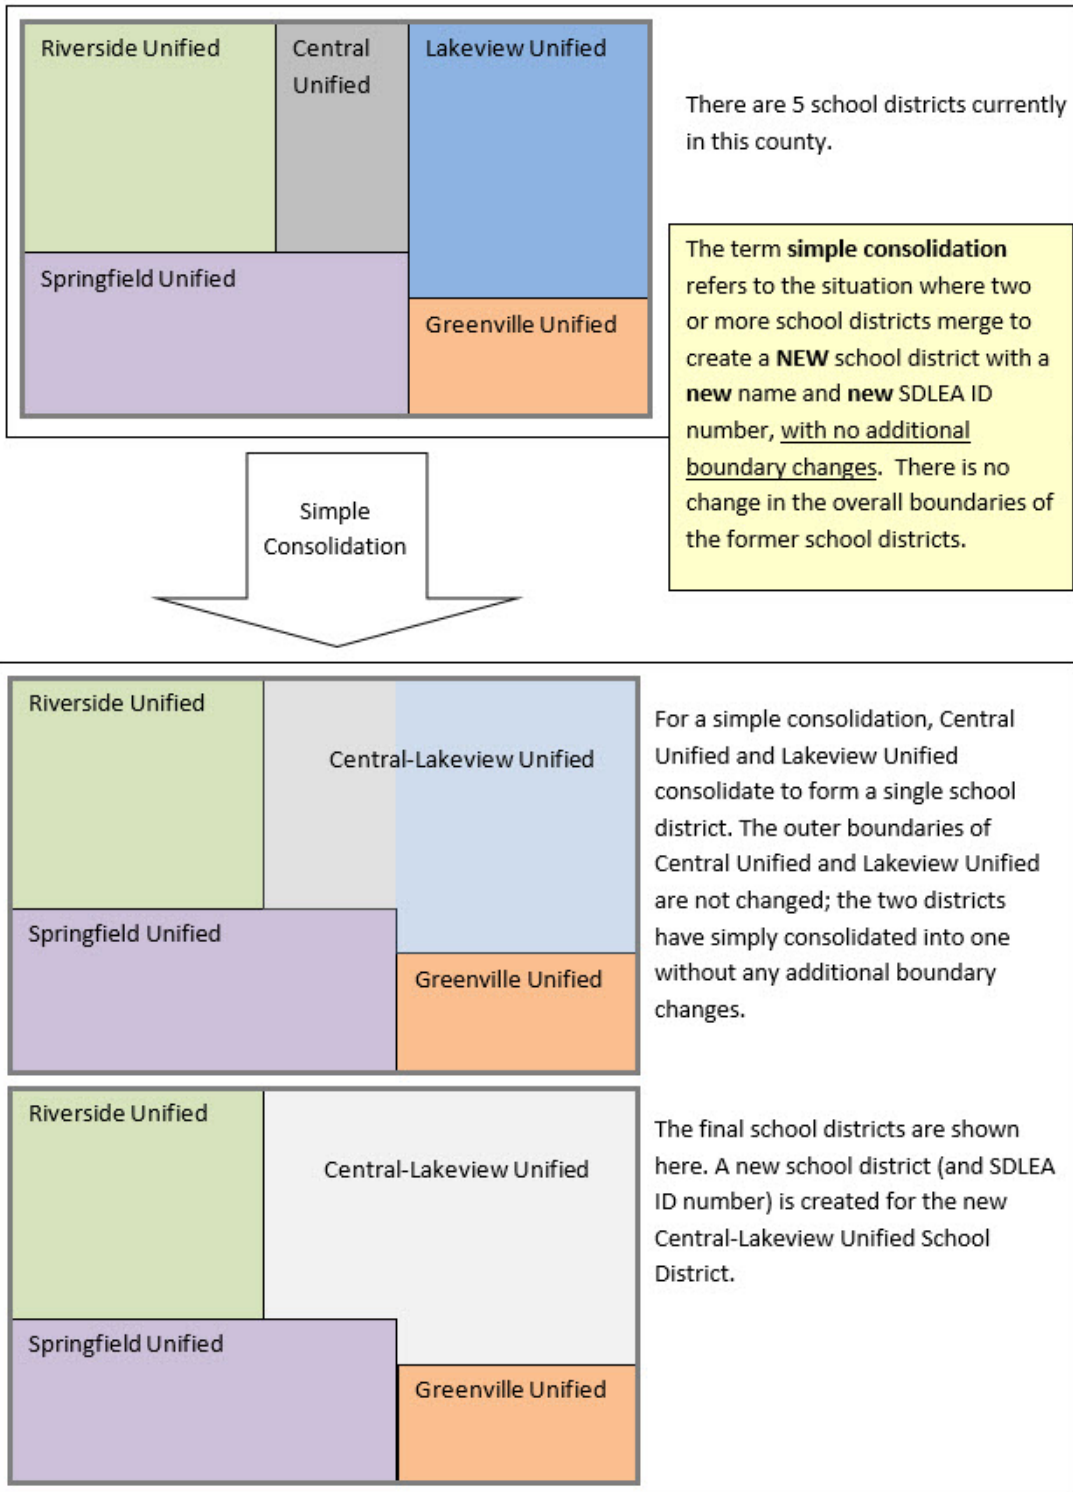 Riverside Unified
Central
Unified
Lakeview Unified
Springfield Unified
Greenville Unified
There are 5 school districts currently
in this county.
The term simple consolidation
refers to the situation where two
or more school districts merge to
create a NEW school district with a
new name and new SDLEA ID
number, with no additional
boundary changes.  There is no
change in the overall boundaries of
the former school districts.
Simple
Consolidation
Riverside Unified
Central-Lakeview Unified
Springfield Unified
Greenville Unified
For a simple consolidation, Central
Unified and Lakeview Unified
consolidate to form a single school
district. The outer boundaries of
Central Unified and Lakeview Unified
are not changed; the two districts
have simply consolidated into one
without any additional boundary
changes.
Riverside Unified
Central-Lakeview Unified
Springfield Unified
Greenville Unified
The final school districts are shown
here. A new school district (and SDLEA
ID number) is created for the new
Central-Lakeview Unified School
District.